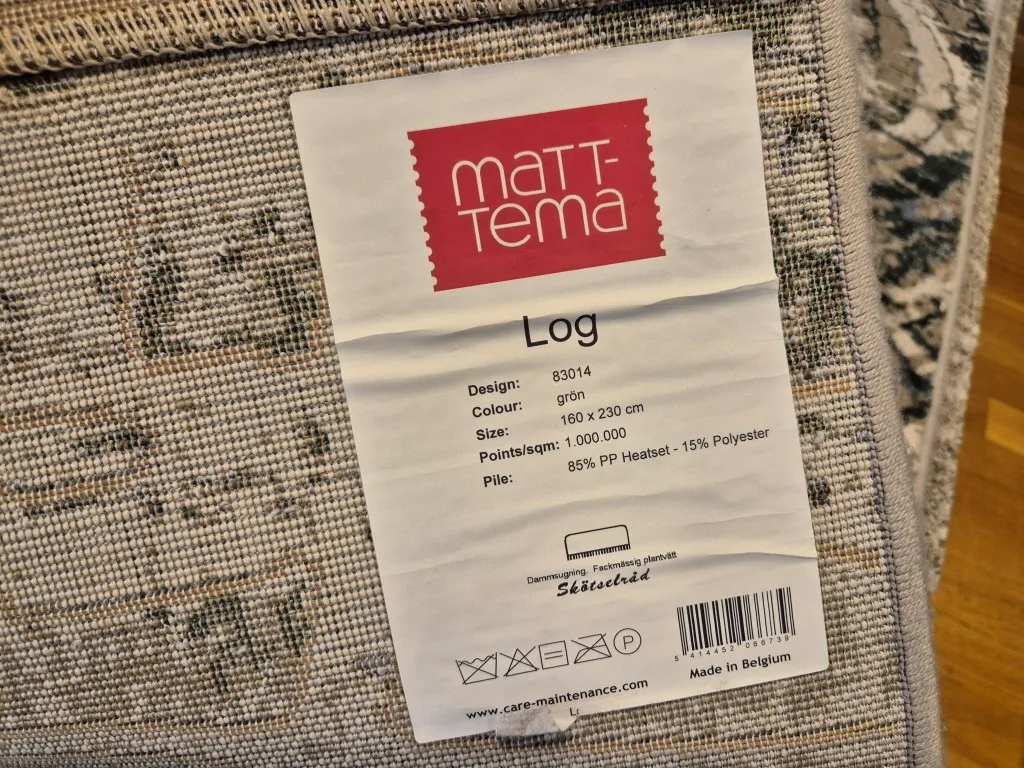 MATT-
TEMA
Log
Design: 83014
Colour: grön
Size: 160 x 230 cm
Points/sqm: 1.000.000
Pile: 85% PP Heatset - 15% Polyester
Dammsugning. Fackmässig plantvätt
Skötselråd
P
5 414452 066739
Made in Belgium
www.care-maintenance.com